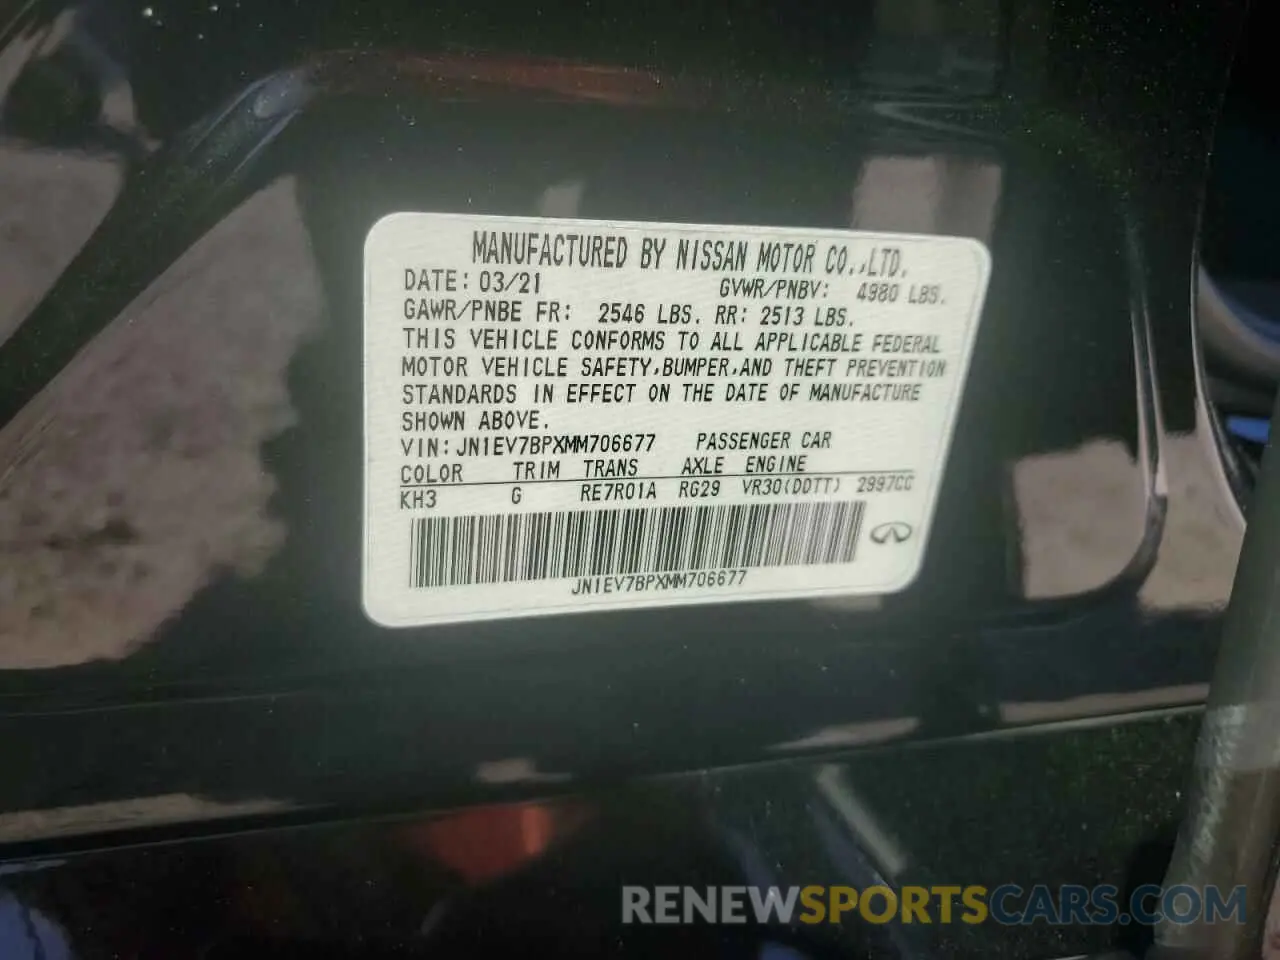 MANUFACTURED BY NISSAN MOTOR CO.,LTD.
DATE: 03/21 GVWR/PNBV: 4980 LBS.
GAWR/PNBE FR: 2546 LBS. RR: 2513 LBS.
THIS VEHICLE CONFORMS TO ALL APPLICABLE FEDERAL
MOTOR VEHICLE SAFETY,BUMPER,AND THEFT PREVENTION
STANDARDS IN EFFECT ON THE DATE OF MANUFACTURE
SHOWN ABOVE.
VIN: JN1EV7BPXMM706677 PASSENGER CAR
COLOR TRIM TRANS AXLE ENGINE
KH3 G RE7R01A RG29 VR30(DDTT) 2997CC
JN1EV7BPXMM706677
RENEWSPORTSCARS.COM